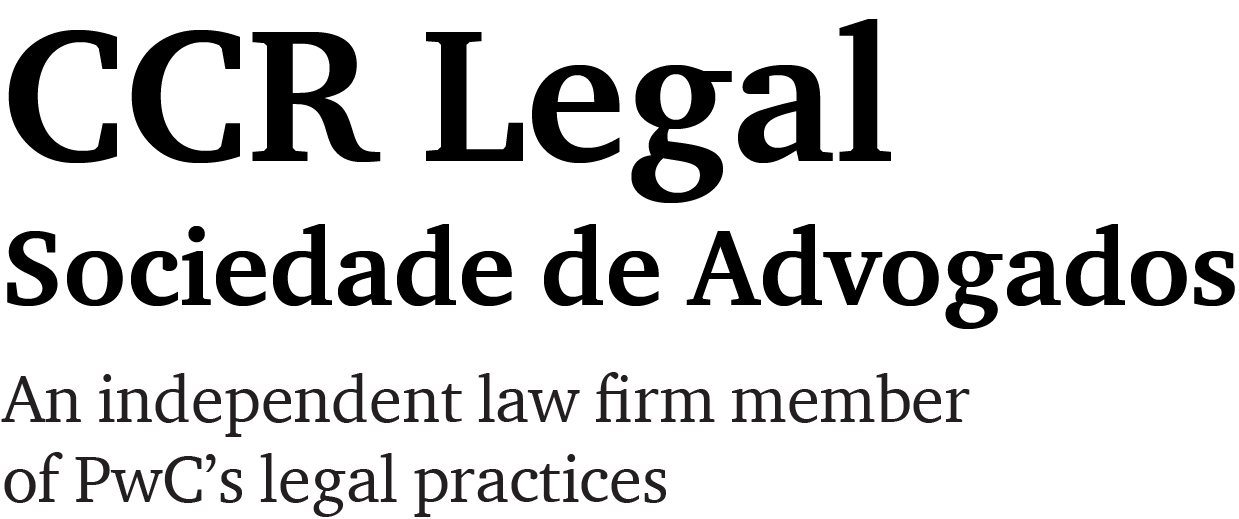 CCR Legal
Sociedade de Advogados
An independent law firm member
of PwC’s legal practices